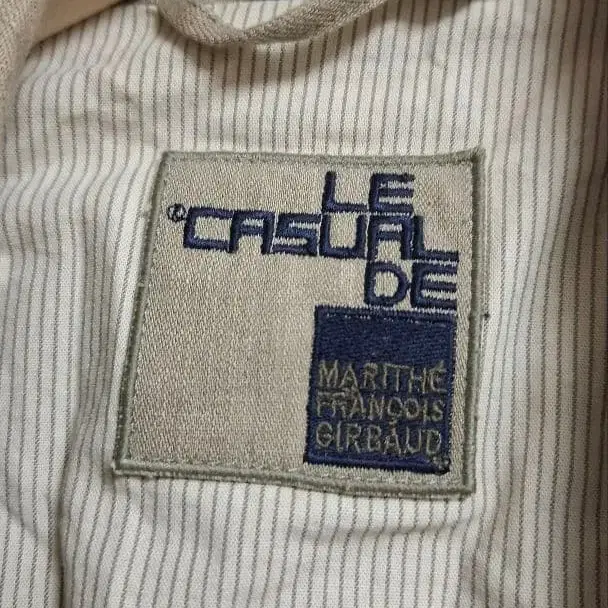 LE
®CASUAL
DE
MARITHÉ
FRANÇOIS
GIRBAUD